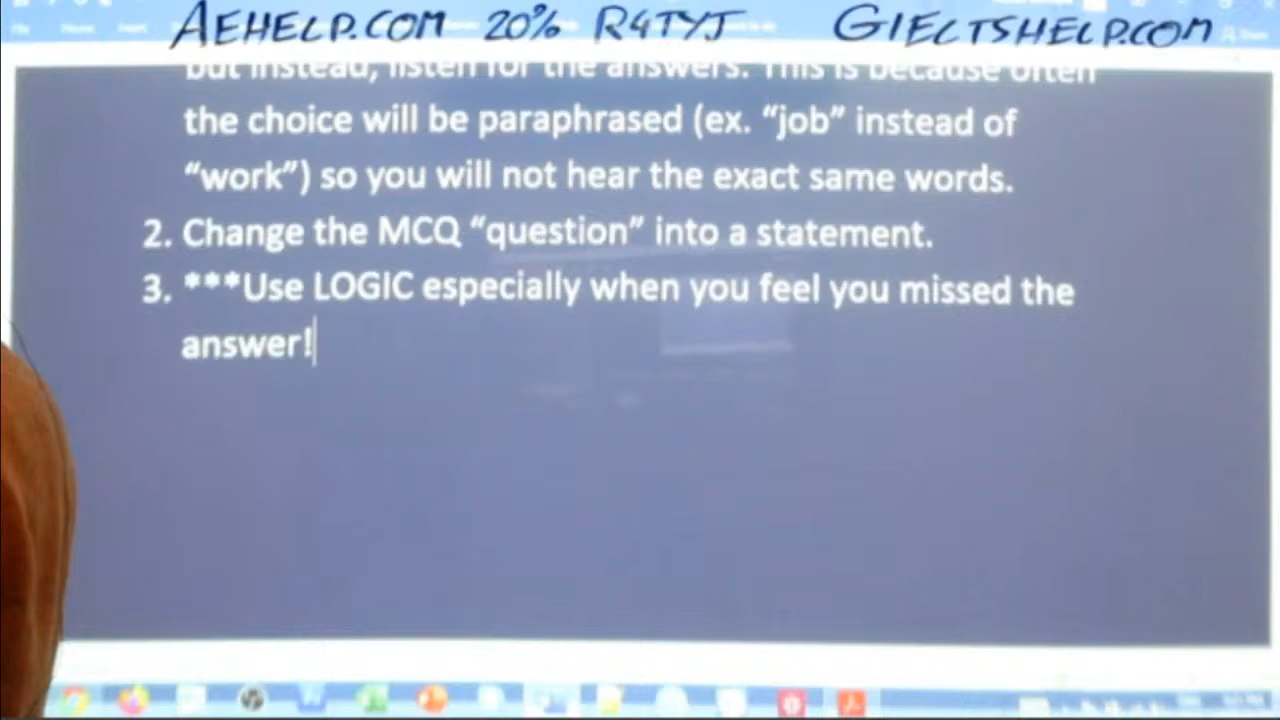 AEHELP.COM 20% R4TYJ GIELTSHELP.COM
but instead, listen for the answers. This is because often
the choice will be paraphrased (ex. “job” instead of
“work”) so you will not hear the exact same words.
2. Change the MCQ “question” into a statement.
3. ***Use LOGIC especially when you feel you missed the
answer!